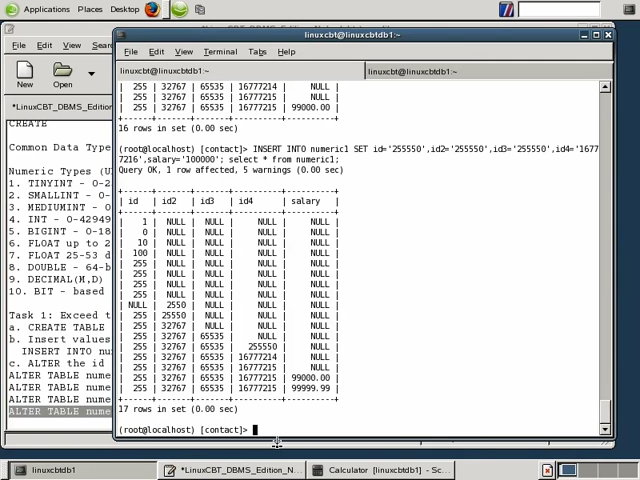 Applications Places Desktop
linuxcbt@linuxcbtdb1:~
File Edit Sear
New Open
*LinuxCBT_DBMS_Edition
CREATE
Common Data Type
Numeric Types (U
1. TINYINT - 0-2
2. SMALLINT - 0-
3. MEDIUMINT - 0
4. INT - 0-42949
5. BIGINT - 0-18
6. FLOAT up to 2
7. FLOAT 25-53 d
8. DOUBLE - 64-b
9. DECIMAL(M,D)
10. BIT - based
Task 1: Exceed t
a. CREATE TABLE
b. Insert values
INSERT INTO nu
c. ALTER the id
ALTER TABLE nume
ALTER TABLE nume
ALTER TABLE nume
ALTER TABLE nume
File Edit View Terminal Tabs Help
linuxcbt@linuxcbtdb1:~ linuxcbt@linuxcbtdb1:~
| 255 | 32767 | 65535 | 16777214 | NULL |
| 255 | 32767 | 65535 | 16777215 | NULL |
| 255 | 32767 | 65535 | 16777215 | 99000.00 |
+------+-------+-------+----------+----------+
16 rows in set (0.00 sec)
(root@localhost) [contact]> INSERT INTO numeric1 SET id='255550',id2='255550',id3='255550',id4='1677
7216',salary='100000'; select * from numeric1;
Query OK, 1 row affected, 5 warnings (0.00 sec)
+------+-------+-------+----------+----------+
| id | id2 | id3 | id4 | salary |
+------+-------+-------+----------+----------+
| 1 | NULL | NULL | NULL | NULL |
| 0 | NULL | NULL | NULL | NULL |
| 10 | NULL | NULL | NULL | NULL |
| 100 | NULL | NULL | NULL | NULL |
| 255 | NULL | NULL | NULL | NULL |
| 255 | NULL | NULL | NULL | NULL |
| 255 | NULL | NULL | NULL | NULL |
| 255 | NULL | NULL | NULL | NULL |
| NULL | 2550 | NULL | NULL | NULL |
| 255 | 25550 | NULL | NULL | NULL |
| 255 | 32767 | NULL | NULL | NULL |
| 255 | 32767 | 65535 | NULL | NULL |
| 255 | 32767 | 65535 | 255550 | NULL |
| 255 | 32767 | 65535 | 16777214 | NULL |
| 255 | 32767 | 65535 | 16777215 | NULL |
| 255 | 32767 | 65535 | 16777215 | 99000.00 |
| 255 | 32767 | 65535 | 16777215 | 99999.99 |
+------+-------+-------+----------+----------+
17 rows in set (0.00 sec)
(root@localhost) [contact]>
linuxcbtdb1 *LinuxCBT_DBMS_Edition_N... Calculator [linuxcbtdb1] - Sc...